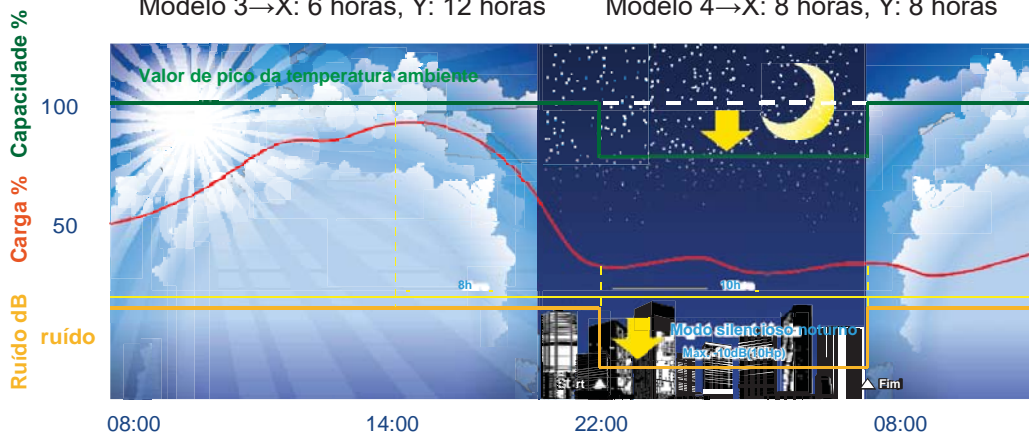 Modelo 3→X: 6 horas, Y: 12 horas Modelo 4→X: 8 horas, Y: 8 horas
Capacidade %
Carga %
Ruído dB
Valor de pico da temperatura ambiente
100
50
8h
10h
ruído
Modo silencioso noturno
Max. -10dB(10Hp)
Start
Fim
08:00 14:00 22:00 08:00